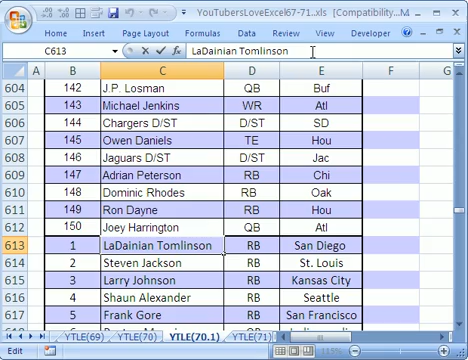 YouTubersLoveExcel67-71..xls [Compatibility...
Home Insert Page Layout Formulas Data Review View Developer
C613 LaDainian Tomlinson
A B C D E F G
604 142 J.P. Losman QB Buf
605 143 Michael Jenkins WR Atl
606 144 Chargers D/ST D/ST SD
607 145 Owen Daniels TE Hou
608 146 Jaguars D/ST D/ST Jac
609 147 Adrian Peterson RB Chi
610 148 Dominic Rhodes RB Oak
611 149 Ron Dayne RB Hou
612 150 Joey Harrington QB Atl
613 1 LaDainian Tomlinson RB San Diego
614 2 Steven Jackson RB St. Louis
615 3 Larry Johnson RB Kansas City
616 4 Shaun Alexander RB Seattle
617 5 Frank Gore RB San Francisco
YTLE(69) YTLE(70) YTLE(70.1) YTLE(71)
Edit 100%